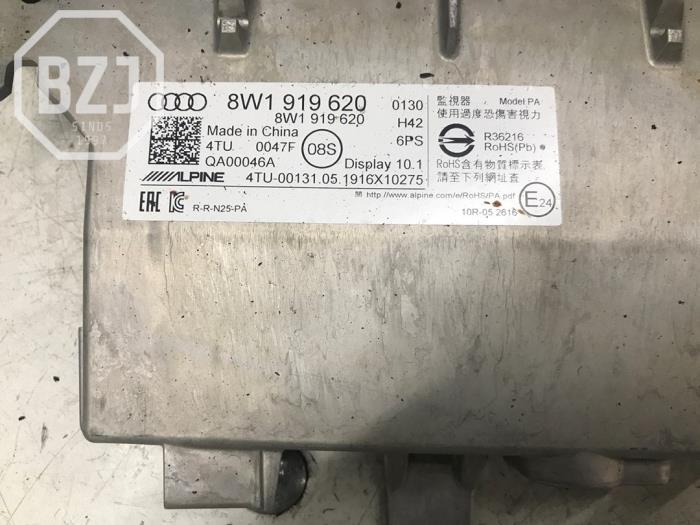 BZJ
SINDS
1997
8W1 919 620
8W1 919 620
Made in China
4TU 0047F
QA00046A
08S
0130
H42
6PS
Display 10.1
ALPINE
4TU-00131.05.1916X10275
EAC
R-R-N25-PA
監視器 Model PA
使用過度恐傷害視力
R36216
RoHS(Pb)
RoHS含有物質標示表
請至下列網址查
http://www.alpine.com/e/RoHS/PA.pdf
10R-05 2616
E24